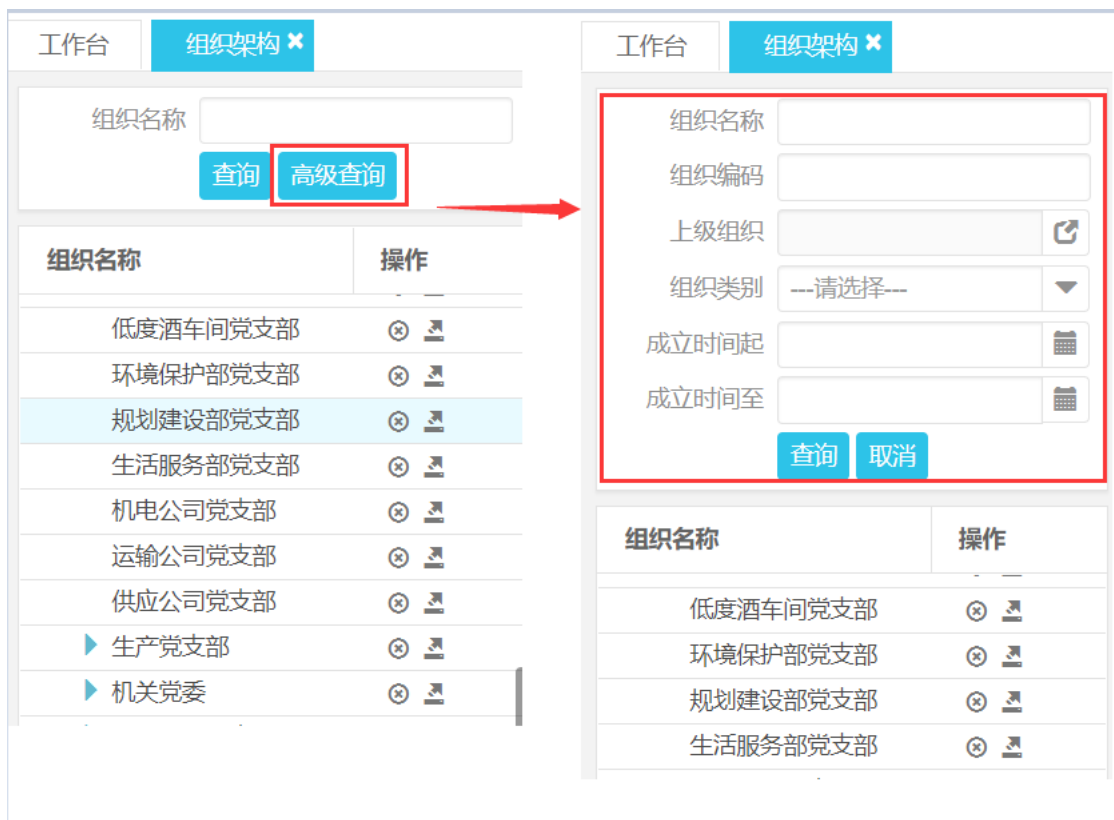 工作台 组织架构
组织名称
查询 高级查询
组织名称 操作
低度酒车间党支部
环境保护部党支部
规划建设部党支部
生活服务部党支部
机电公司党支部
运输公司党支部
供应公司党支部
生产党支部
机关党委
工作台 组织架构
组织名称
组织编码
上级组织
组织类别 ---请选择---
成立时间起
成立时间至
查询 取消
组织名称 操作
低度酒车间党支部
环境保护部党支部
规划建设部党支部
生活服务部党支部